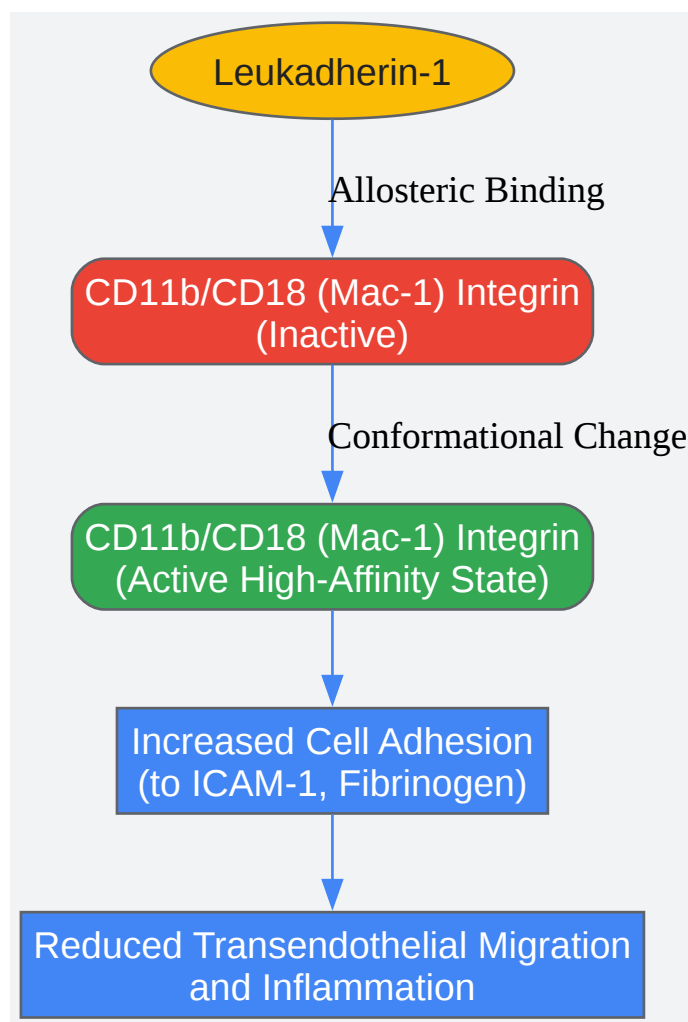 Leukadherin-1
Allosteric Binding
CD11b/CD18 (Mac-1) Integrin
(Inactive)
Conformational Change
CD11b/CD18 (Mac-1) Integrin
(Active High-Affinity State)
Increased Cell Adhesion
(to ICAM-1, Fibrinogen)
Reduced Transendothelial Migration
and Inflammation